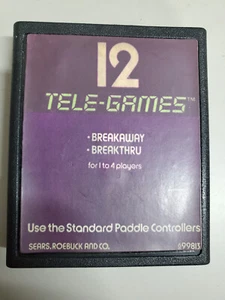 12
TELE-GAMES™
• BREAKAWAY
• BREAKTHRU
for 1 to 4 players
Use the Standard Paddle Controllers
SEARS, ROEBUCK AND CO.